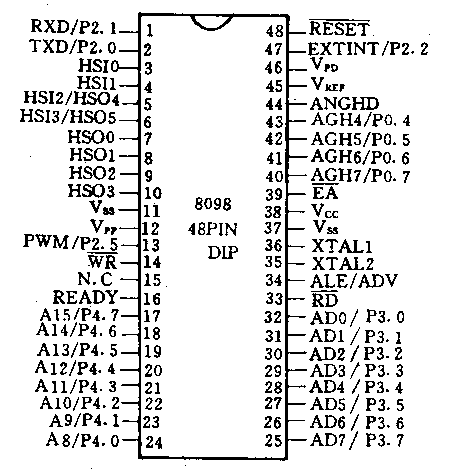 RXD/P2.1 1 48 RESET
TXD/P2.0 2 47 EXTINT/P2.2
HSI0 3 46 VPD
HSI1 4 45 VREF
HSI2/HSO4 5 44 ANGHD
HSI3/HSO5 6 43 AGH4/P0.4
HSO0 7 42 AGH5/P0.5
HSO1 8 41 AGH6/P0.6
HSO2 9 40 AGH7/P0.7
HSO3 10 39 EA
VSS 11 8098 38 VCC
VPP 12 48PIN 37 VSS
PWM/P2.5 13 DIP 36 XTAL1
WR 14 35 XTAL2
N.C 15 34 ALE/ADV
READY 16 33 RD
A15/P4.7 17 32 AD0/P3.0
A14/P4.6 18 31 AD1/P3.1
A13/P4.5 19 30 AD2/P3.2
A12/P4.4 20 29 AD3/P3.3
A11/P4.3 21 28 AD4/P3.4
A10/P4.2 22 27 AD5/P3.5
A9/P4.1 23 26 AD6/P3.6
A8/P4.0 24 25 AD7/P3.7